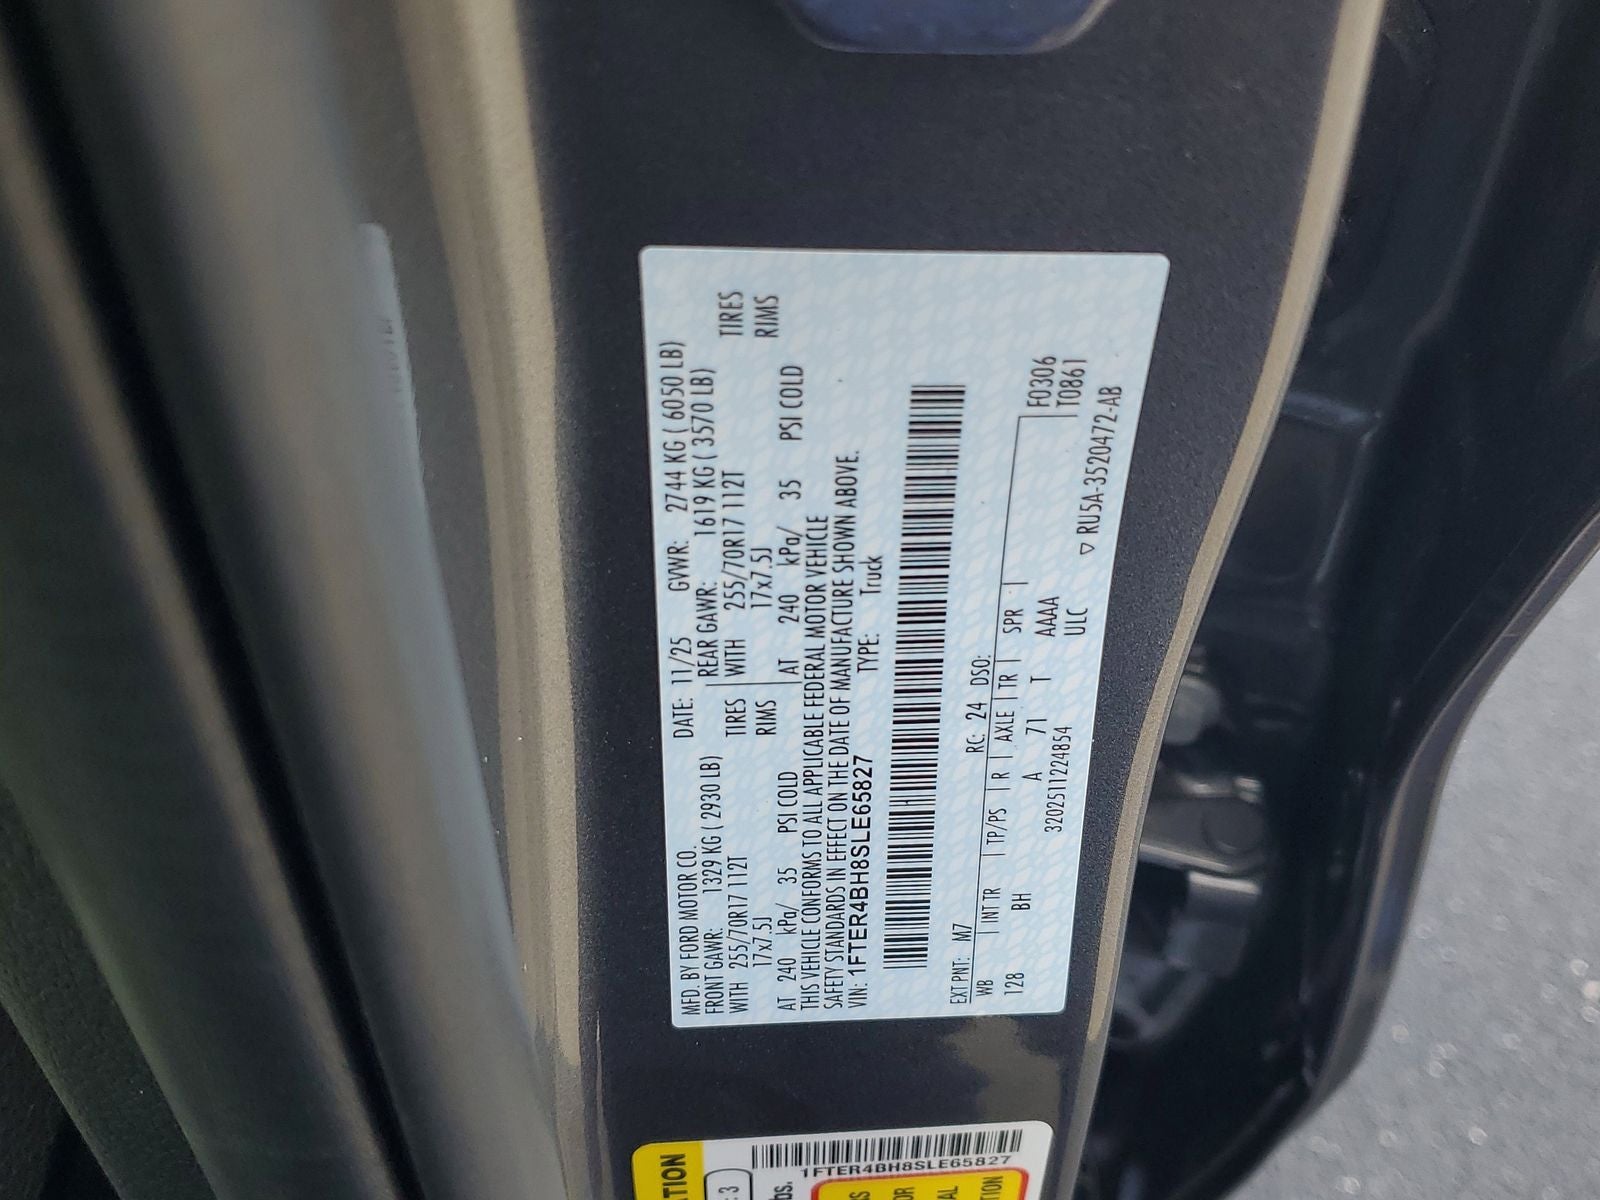 MFD. BY FORD MOTOR CO. DATE: 11/25 GVWR: 2744 KG ( 6050 LB)
FRONT GAWR: 1329 KG ( 2930 LB) REAR GAWR: 1619 KG ( 3570 LB)
WITH 255/70R17 112T TIRES WITH 255/70R17 112T TIRES
17x7.5J RIMS 17x7.5J RIMS
AT 240 kPa/ 35 PSI COLD AT 240 kPa/ 35 PSI COLD
THIS VEHICLE CONFORMS TO ALL APPLICABLE FEDERAL MOTOR VEHICLE
SAFETY STANDARDS IN EFFECT ON THE DATE OF MANUFACTURE SHOWN ABOVE.
VIN: 1FTER4BH8SLE65827 TYPE: Truck
EXT PNT: M7 RC: 24 DSO: F0306
WB | INT TR | TP/PS | R | AXLE | TR | SPR | T0861
128 BH A 71 T AAAA
3202511224854 ULC
▽ RU5A-3520472-AB
1FTER4BH8SLE65827